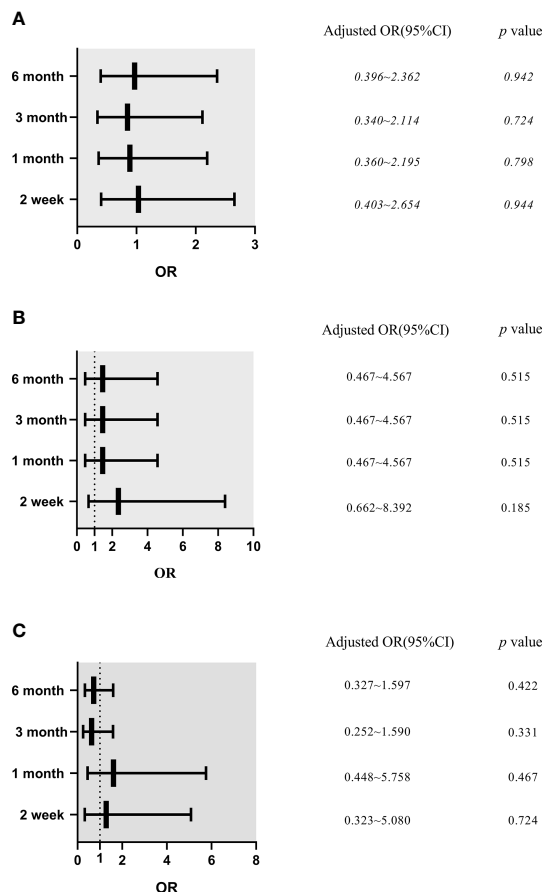 A
Adjusted OR(95%CI) p value
6 month 0.396~2.362 0.942
3 month 0.340~2.114 0.724
1 month 0.360~2.195 0.798
2 week 0.403~2.654 0.944
0 1 2 3
OR
B
Adjusted OR(95%CI) p value
6 month 0.467~4.567 0.515
3 month 0.467~4.567 0.515
1 month 0.467~4.567 0.515
2 week 0.662~8.392 0.185
0 1 2 4 6 8 10
OR
C
Adjusted OR(95%CI) p value
6 month 0.327~1.597 0.422
3 month 0.252~1.590 0.331
1 month 0.448~5.758 0.467
2 week 0.323~5.080 0.724
0 1 2 4 6 8
OR